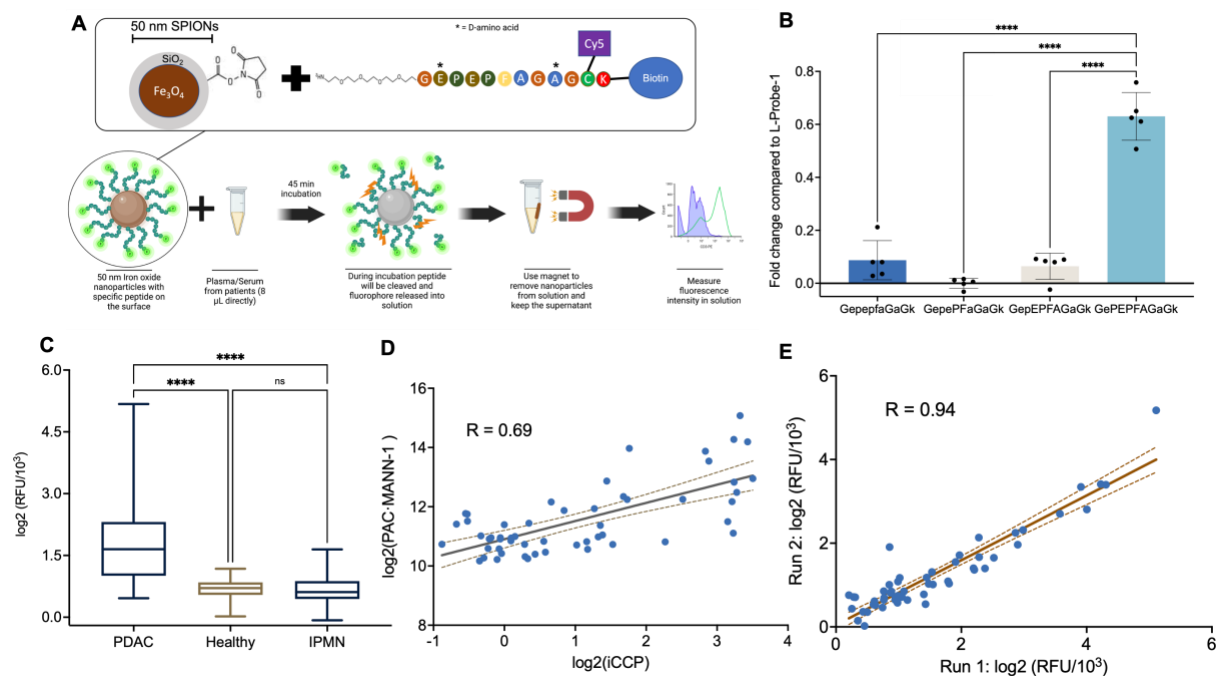 A
50 nm SPIONs
* = D-amino acid
Cy5
SiO2
Fe3O4
* *
G E P E P F A G A G C K
Biotin
O
O
O
N
O
O
45 min
incubation
50 nm Iron oxide
nanoparticles with
specific peptide on
the surface
Plasma/Serum
from patients (8
µL directly)
During incubation peptide
will be cleaved and
fluorophore released into
solution
Use magnet to
remove nanoparticles
from solution and
keep the supernatant
Measure
fluorescence
intensity in solution
B
****
****
****
Fold change compared to L-Probe-1
0.8
0.6
0.4
0.2
0.0
GepepfaGaGk
GepePFaGaGk
GepEPFAGaGk
GePEPFAGaGk
C
****
****
ns
log2 (RFU/10³)
6.0
4.5
3.0
1.5
0.0
PDAC
Healthy
IPMN
D
R = 0.69
log2(PAC-MANN-1 )
16
14
12
10
8
-1
0
1
2
3
4
log2(iCCP)
E
R = 0.94
Run 2: log2 (RFU/10³)
6
4
2
0
0
2
4
6
Run 1: log2 (RFU/10³)